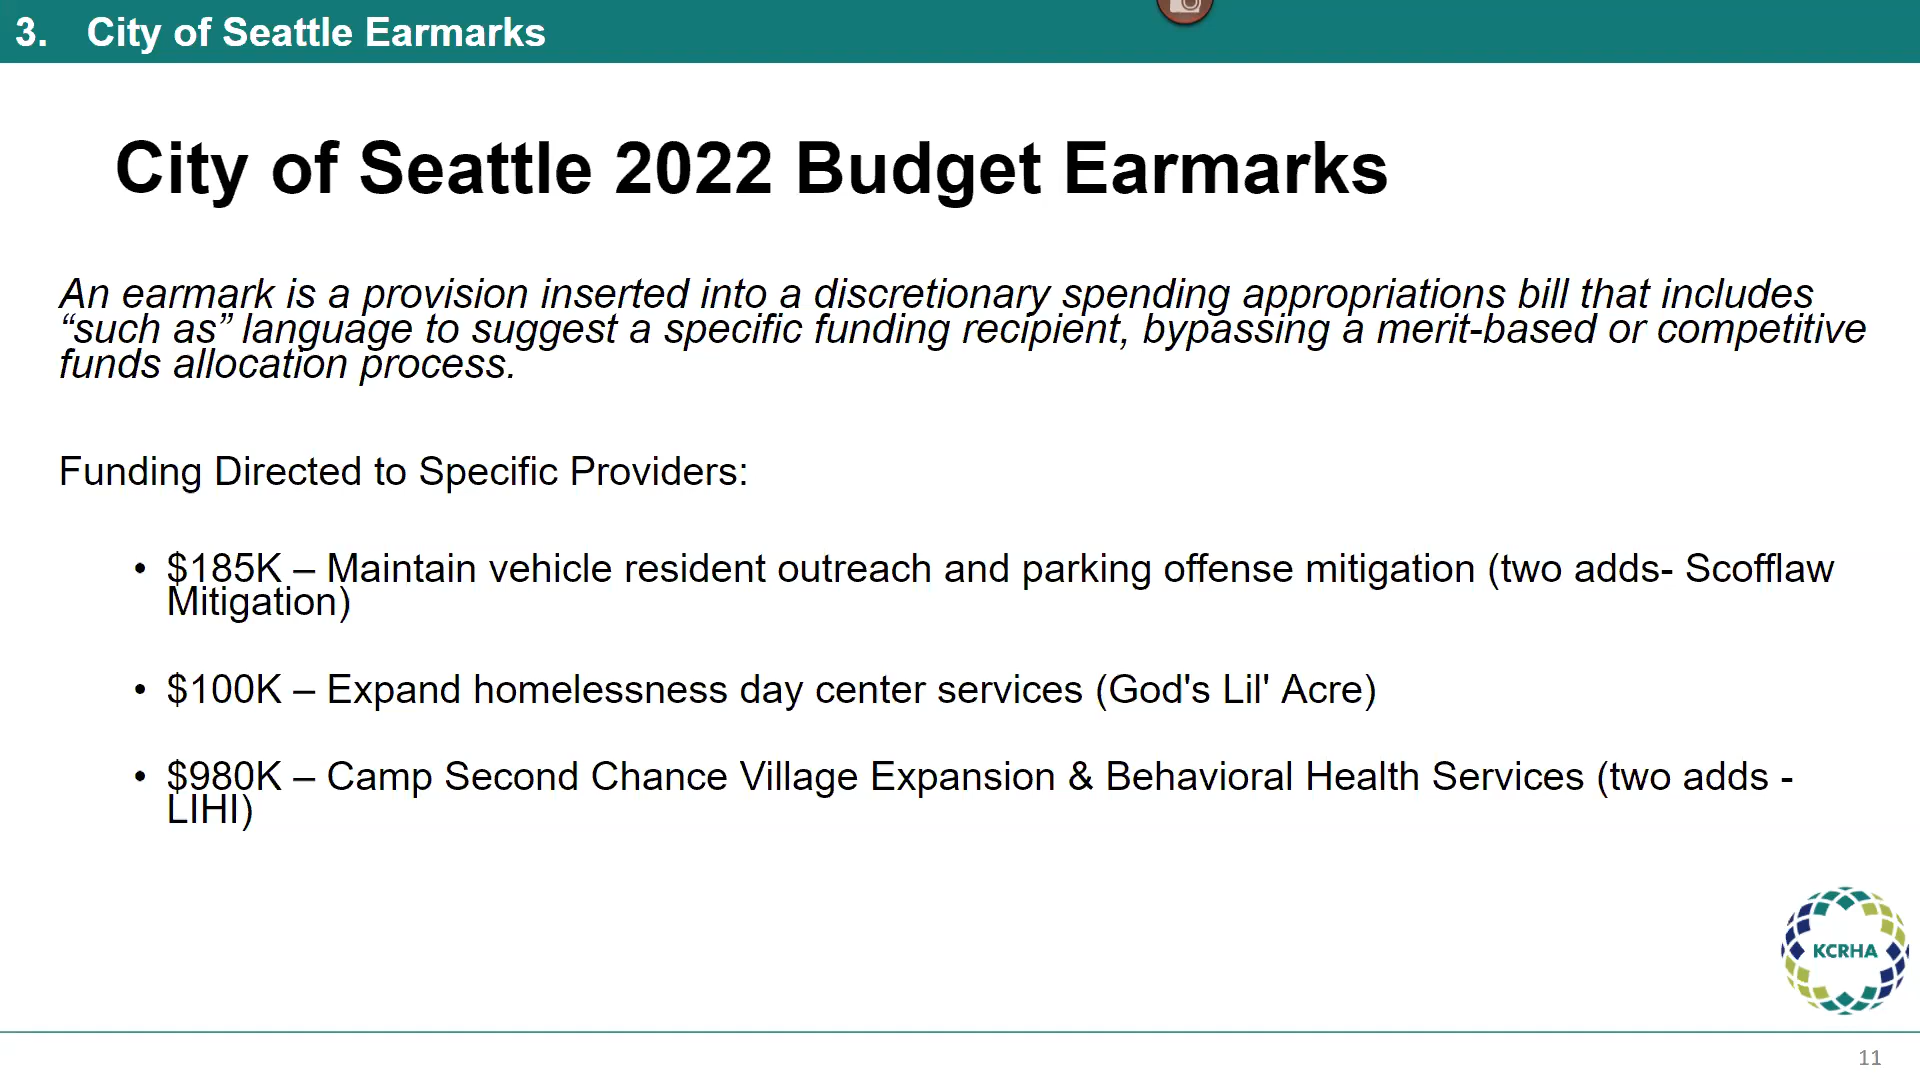 3. City of Seattle Earmarks
City of Seattle 2022 Budget Earmarks
An earmark is a provision inserted into a discretionary spending appropriations bill that includes
“such as” language to suggest a specific funding recipient, bypassing a merit-based or competitive
funds allocation process.
Funding Directed to Specific Providers:
• $185K – Maintain vehicle resident outreach and parking offense mitigation (two adds- Scofflaw
Mitigation)
• $100K – Expand homelessness day center services (God's Lil' Acre)
• $980K – Camp Second Chance Village Expansion & Behavioral Health Services (two adds -
LIHI)
KCRHA
11